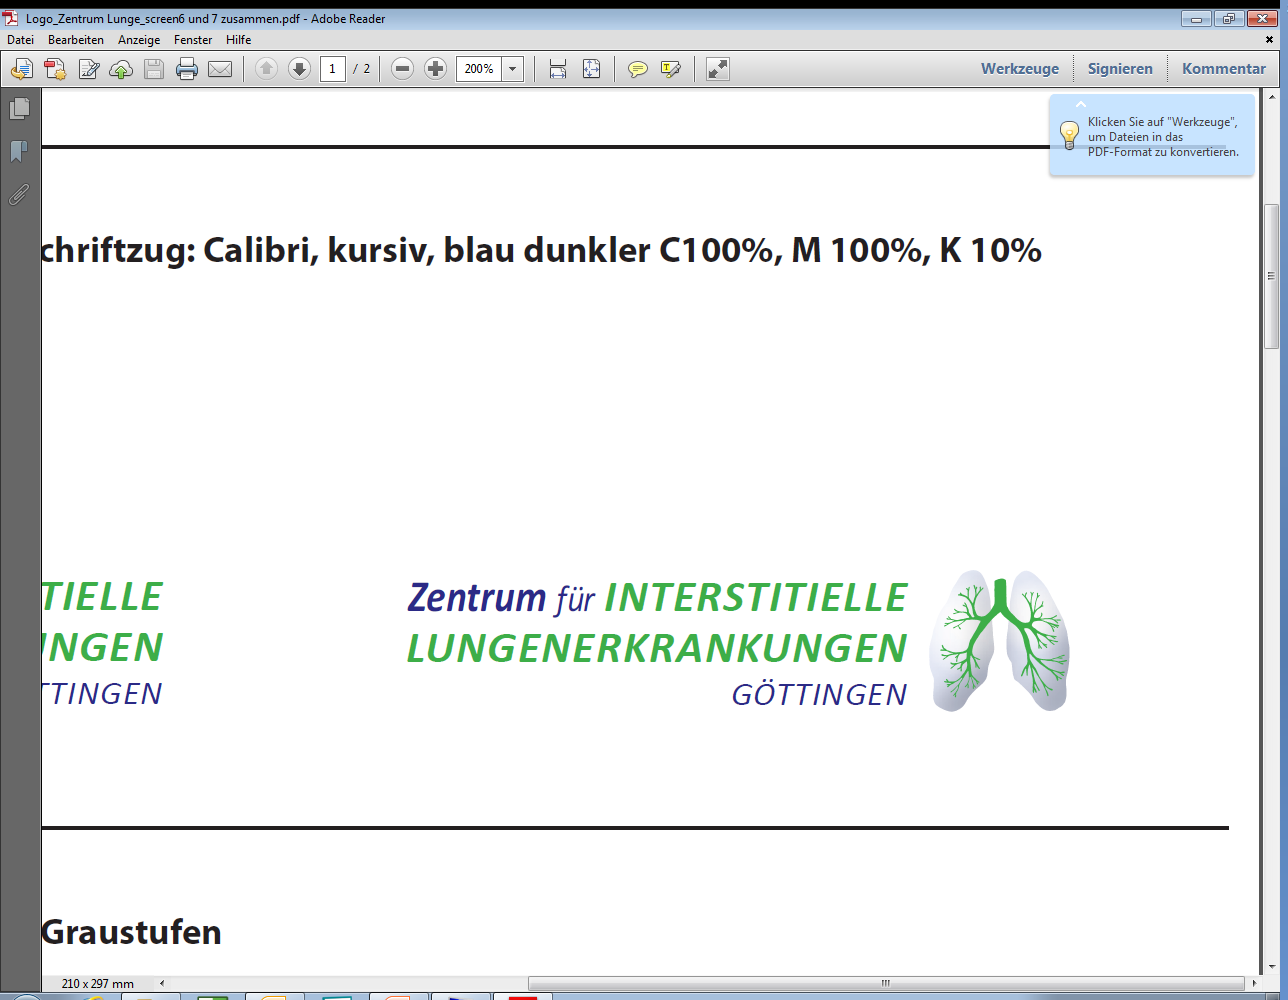 Logo_Zentrum Lunge_screen6 und 7 zusammen.pdf - Adobe Reader
Datei Bearbeiten Anzeige Fenster Hilfe
1 / 2 200% Werkzeuge Signieren Kommentar
Klicken Sie auf "Werkzeuge",
um Dateien in das
PDF-Format zu konvertieren.
chriftzug: Calibri, kursiv, blau dunkler C100%, M 100%, K 10%
TIELLE
INGEN
TTINGEN
Zentrum für INTERSTITIELLE
LUNGENERKRANKUNGEN
GÖTTINGEN
Graustufen
210 x 297 mm